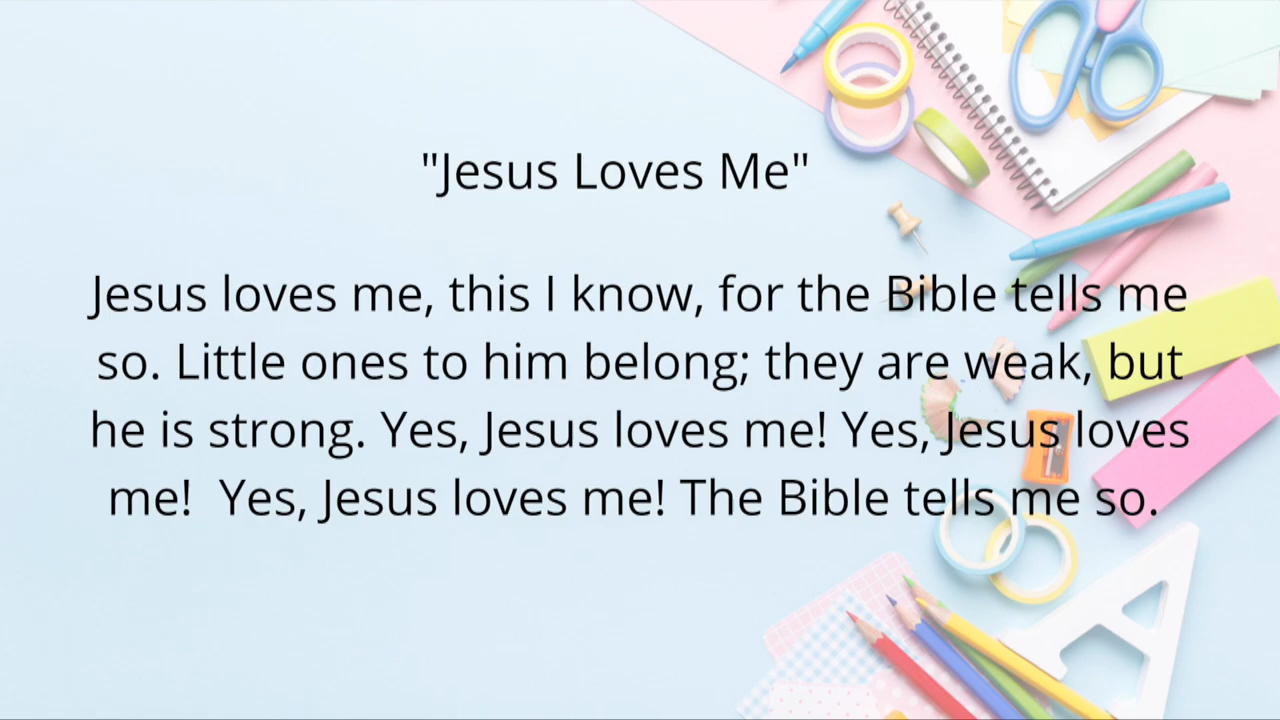 "Jesus Loves Me"
Jesus loves me, this I know, for the Bible tells me
so. Little ones to him belong; they are weak, but
he is strong. Yes, Jesus loves me! Yes, Jesus loves
me!  Yes, Jesus loves me! The Bible tells me so.
A